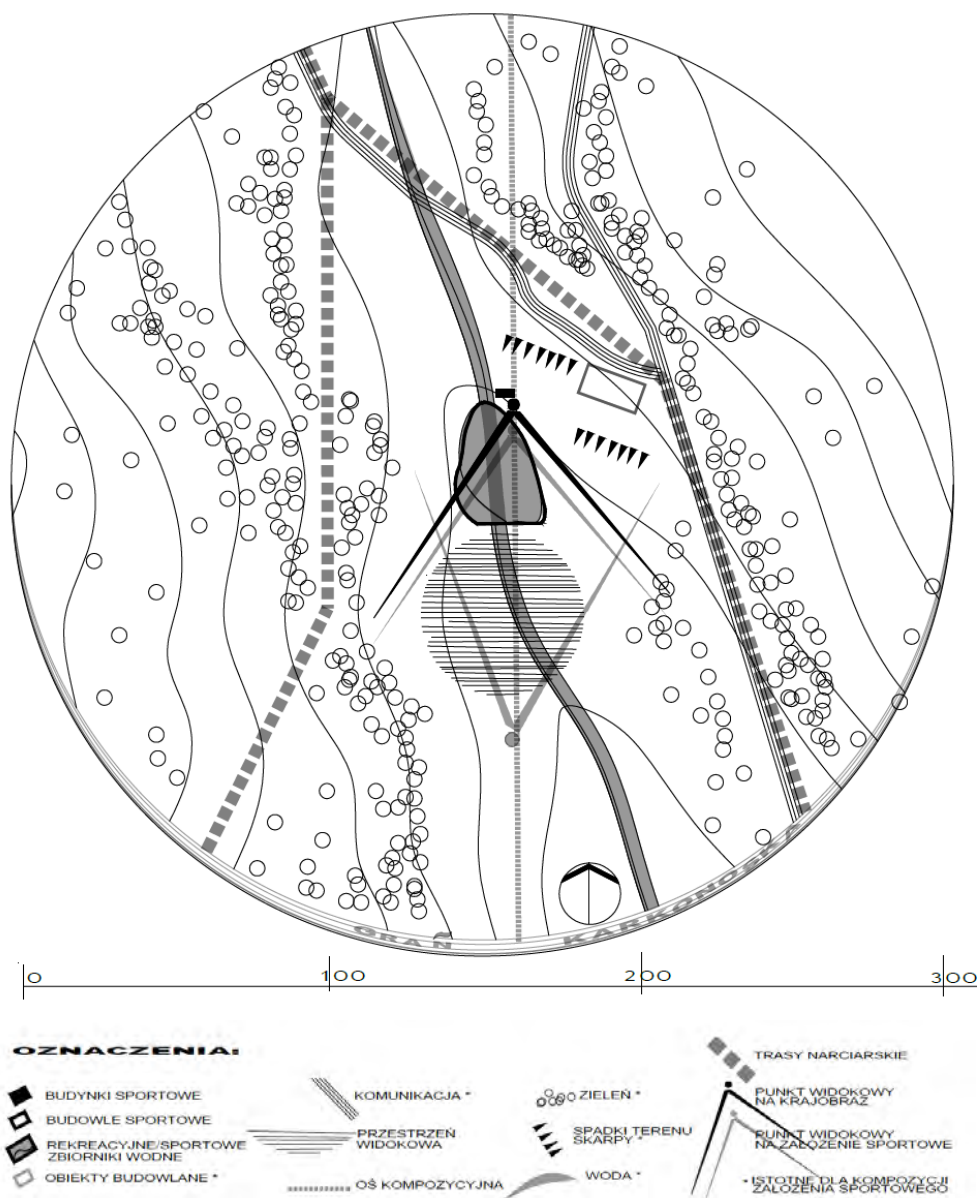 GRAŃ KARKONOSKA
0 100 200 300
OZNACZENIA:
BUDYNKI SPORTOWE
BUDOWLE SPORTOWE
REKREACYJNE/SPORTOWE
ZBIORNIKI WODNE
OBIEKTY BUDOWLANE *
KOMUNIKACJA *
PRZESTRZEŃ
WIDOKOWA
OŚ KOMPOZYCYJNA
ZIELEŃ *
SPADKI TERENU
SKARPY *
WODA *
TRASY NARCIARSKIE
PUNKT WIDOKOWY
NA KRAJOBRAZ
PUNKT WIDOKOWY
NA ZAŁOŻENIE SPORTOWE
* ISTOTNE DLA KOMPOZYCJI
ZAŁOŻENIA SPORTOWEGO